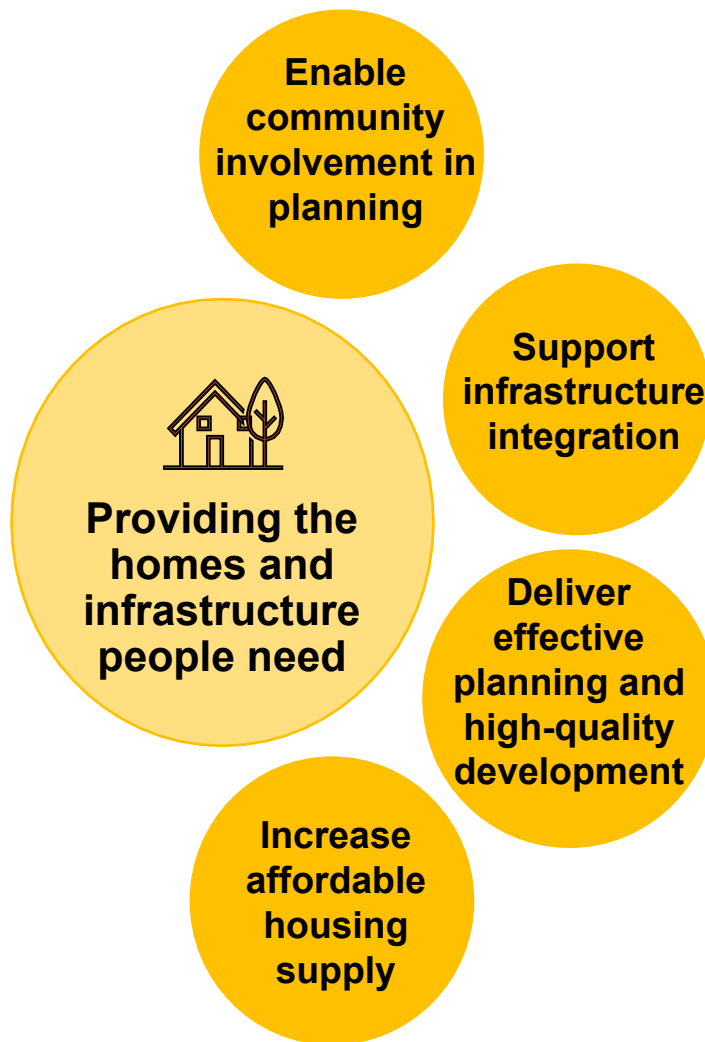 Enable
community
involvement in
planning
Support
infrastructure
integration
Providing the
homes and
infrastructure
people need
Deliver
effective
planning and
high-quality
development
Increase
affordable
housing
supply